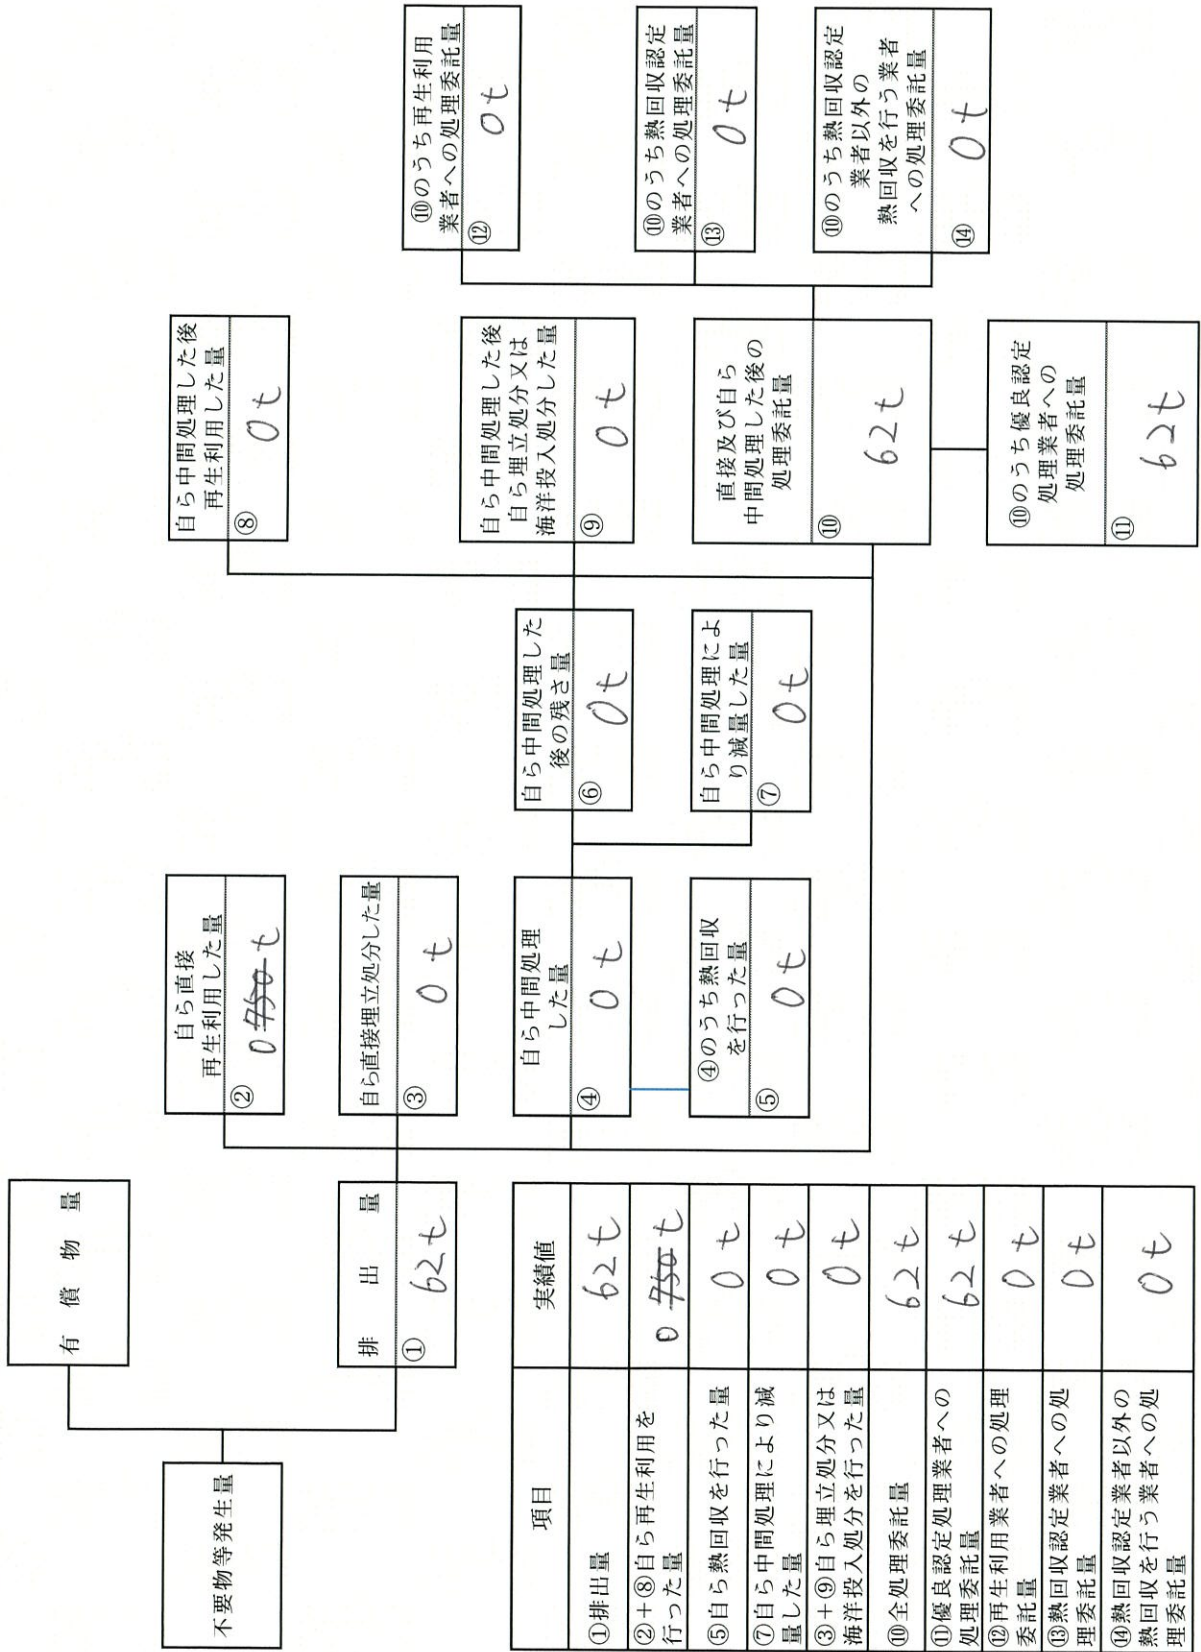 有償物量
不要物等発生量
排出量
① 62t
自ら直接
再生利用した量
② 0 750 t
自ら直接埋立処分した量
③ 0t
自ら中間処理
した量
④ 0t
④のうち熱回収
を行った量
⑤ 0t
自ら中間処理した
後の残さ量
⑥ 0t
自ら中間処理によ
り減量した量
⑦ 0t
自ら中間処理した後
再生利用した量
⑧ 0t
自ら中間処理した後
自ら埋立処分又は
海洋投入処分した量
⑨ 0t
直接及び自ら
中間処理した後の
処理委託量
⑩ 62t
⑩のうち優良認定
処理業者への
処理委託量
⑪ 62t
⑩のうち再生利用
業者への処理委託量
⑫ 0t
⑩のうち熱回収認定
業者への処理委託量
⑬ 0t
⑩のうち熱回収認定
業者以外の
熱回収を行う業者
への処理委託量
⑭ 0t
項目 実績値
①排出量 62t
②+⑧自ら再生利用を
行った量 0 750 t
⑤自ら熱回収を行った量 0t
⑦自ら中間処理により減
量した量 0t
③+⑨自ら埋立処分又は
海洋投入処分を行った量 0t
⑩全処理委託量 62t
⑪優良認定処理業者への
処理委託量 62t
⑫再生利用業者への処理
委託量 0t
⑬熱回収認定業者への処
理委託量 0t
⑭熱回収認定業者以外の
熱回収を行う業者への処
理委託量 0t